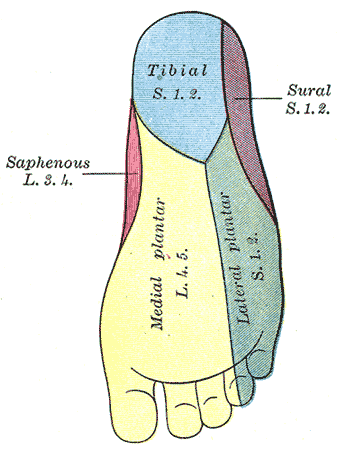 Tibial
S. 1. 2.
Sural
S. 1. 2.
Saphenous
L. 3. 4.
Medial plantar
L. 4. 5.
Lateral plantar
S. 1. 2.